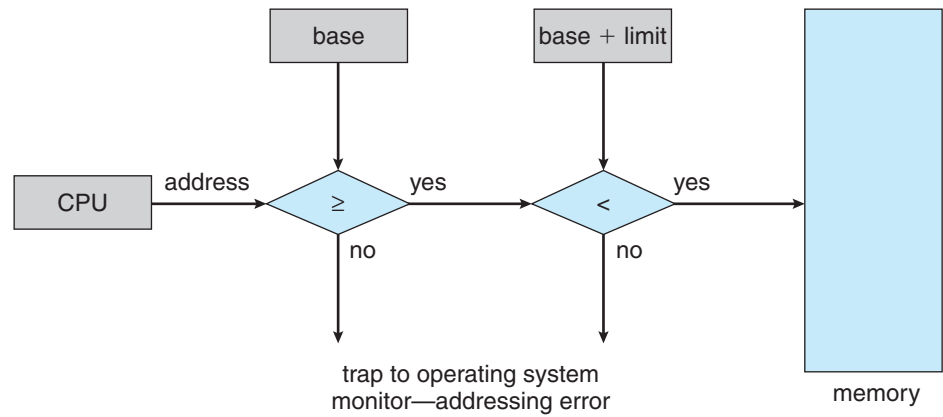 base
base + limit
CPU
address
≥
yes
<
yes
no
no
trap to operating system
monitor—addressing error
memory